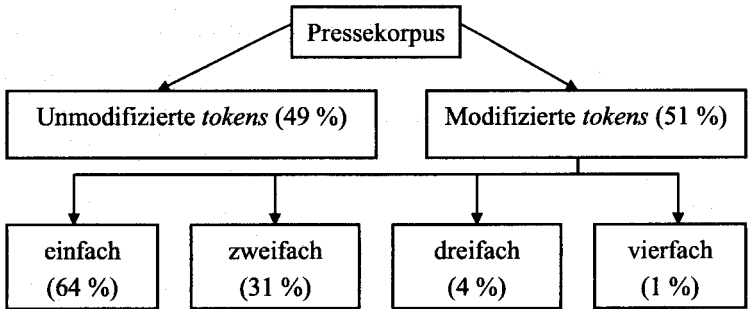 Pressekorpus
Unmodifizierte tokens (49 %)
Modifizierte tokens (51 %)
einfach
(64 %)
zweifach
(31 %)
dreifach
(4 %)
vierfach
(1 %)